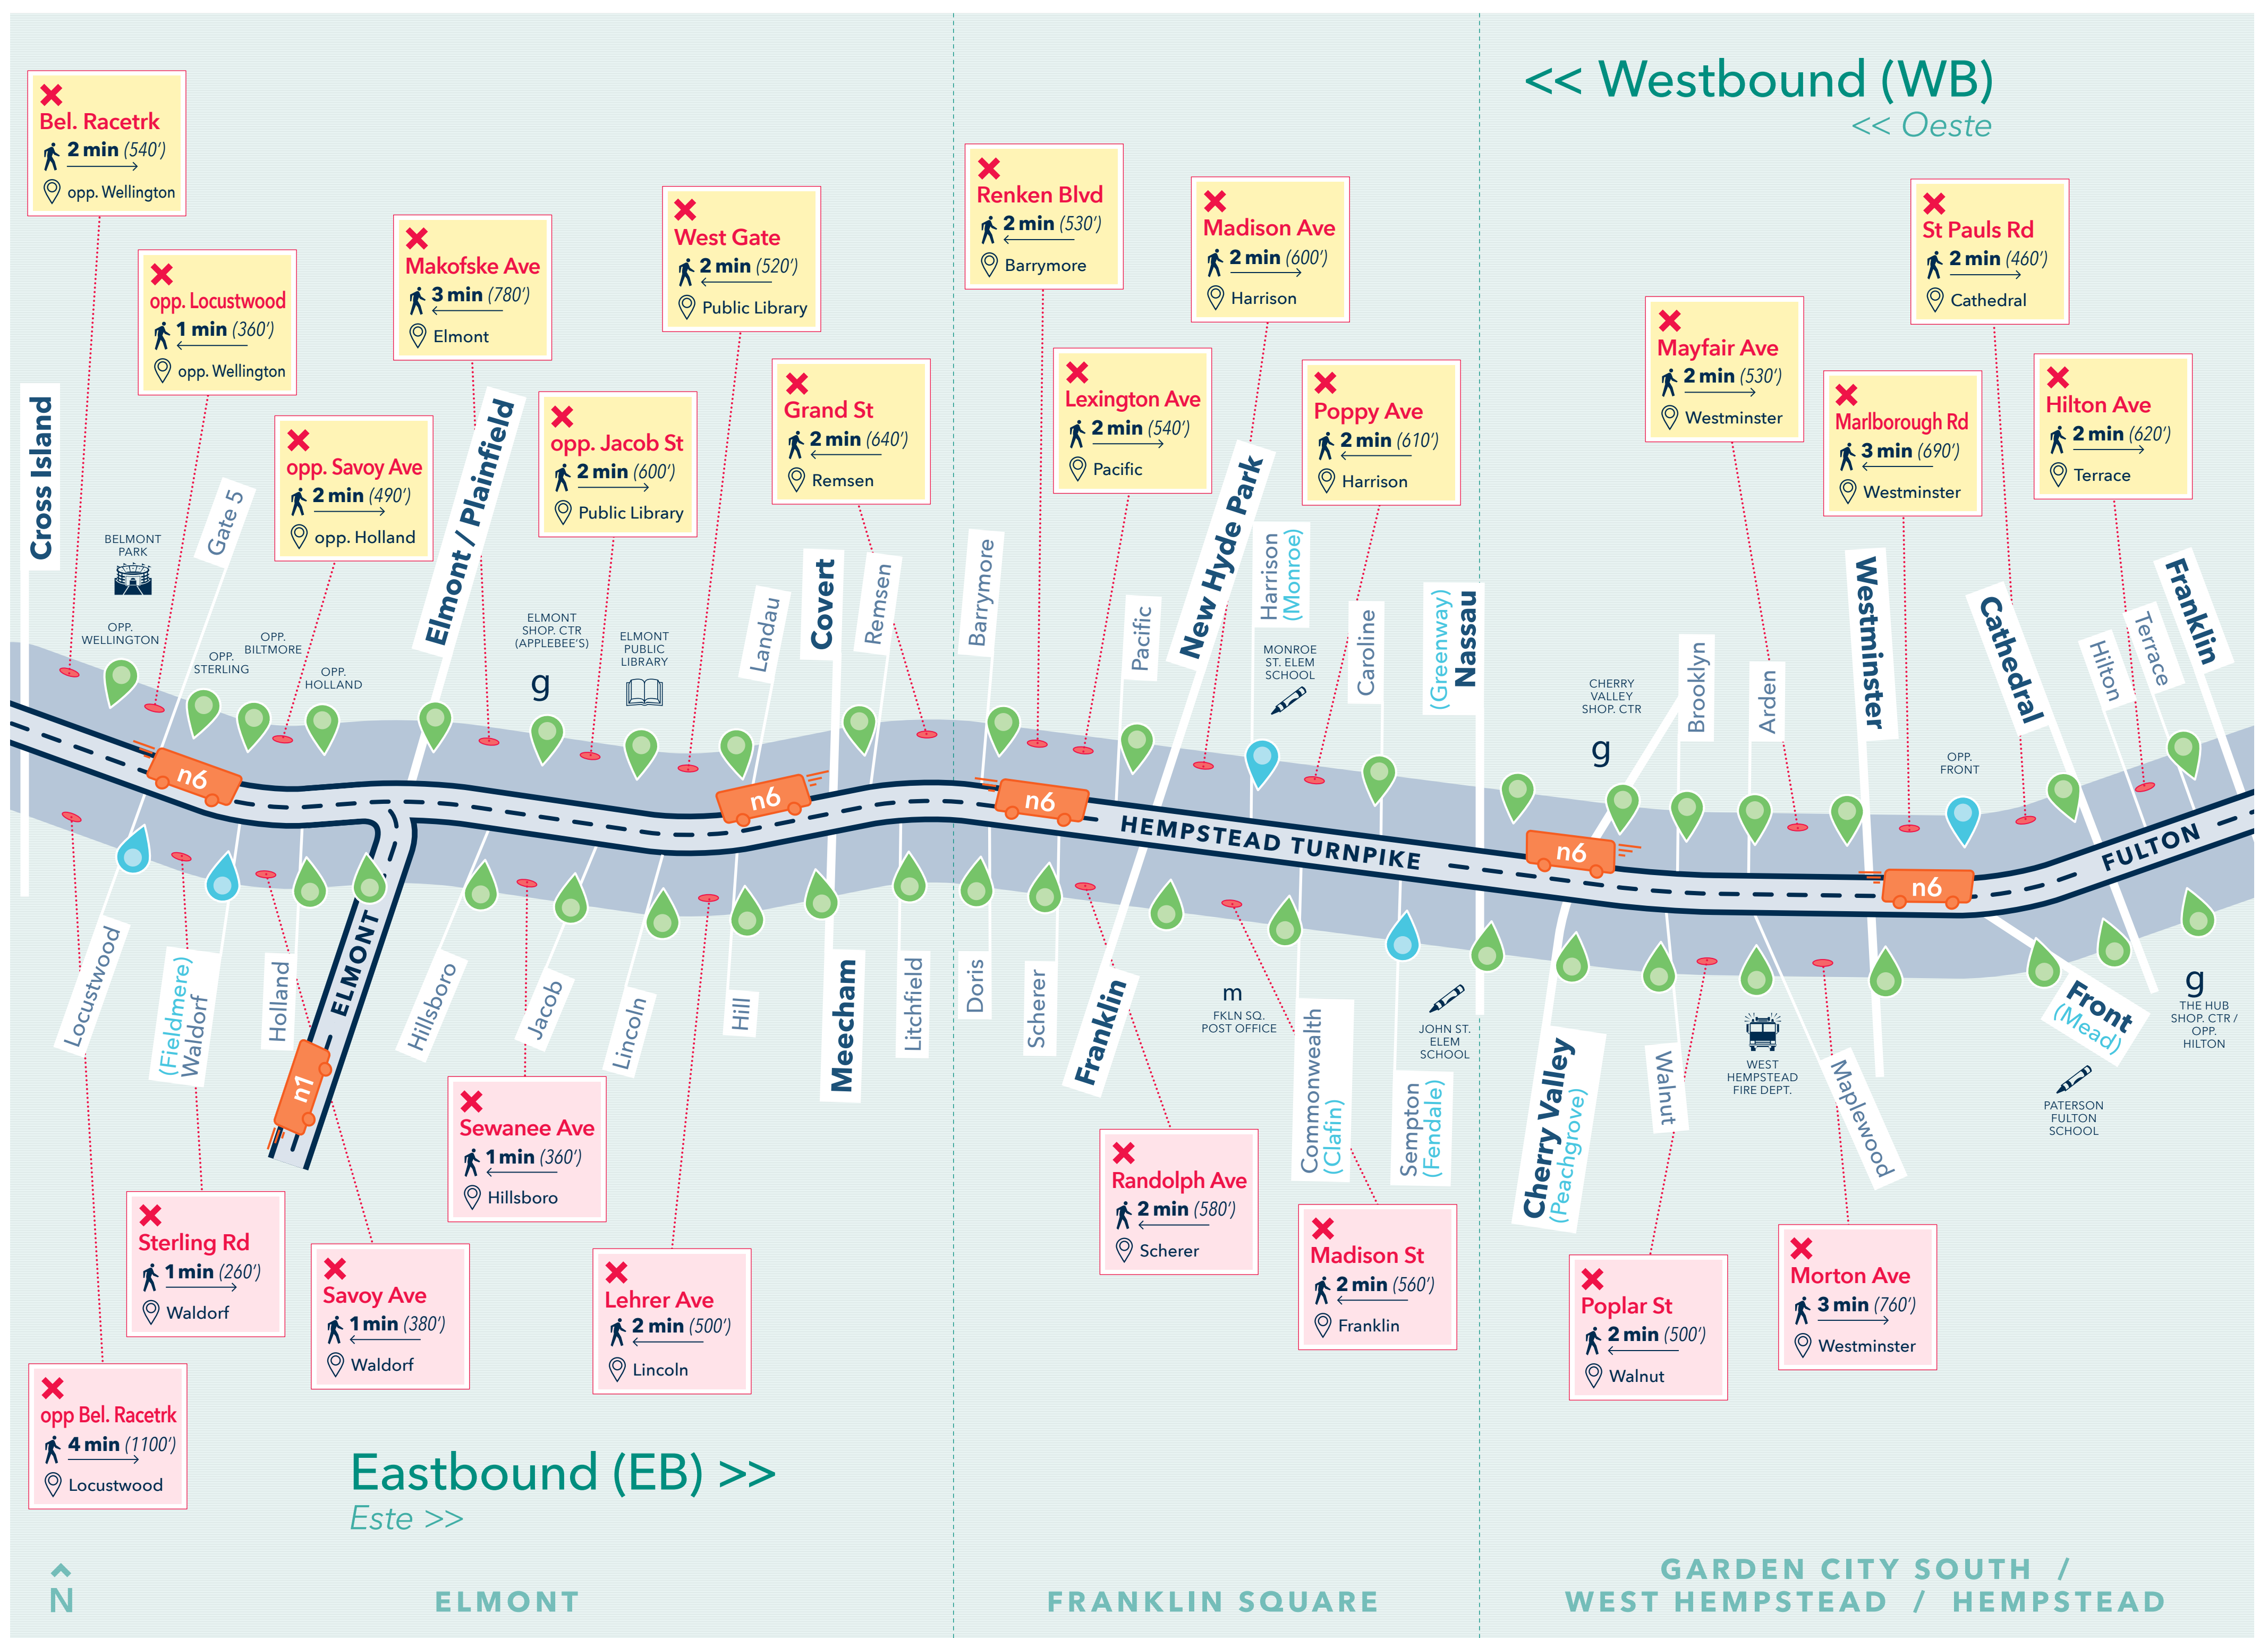 << Westbound (WB)
<< Oeste
Bel. Racetrk
2 min (540')
opp. Wellington
opp. Locustwood
1 min (360')
opp. Wellington
opp. Savoy Ave
2 min (490')
opp. Holland
Makofske Ave
3 min (780')
Elmont
opp. Jacob St
2 min (600')
Public Library
West Gate
2 min (520')
Public Library
Grand St
2 min (640')
Remsen
Renken Blvd
2 min (530')
Barrymore
Lexington Ave
2 min (540')
Pacific
Madison Ave
2 min (600')
Harrison
Poppy Ave
2 min (610')
Harrison
Mayfair Ave
2 min (530')
Westminster
Marlborough Rd
3 min (690')
Westminster
St Pauls Rd
2 min (460')
Cathedral
Hilton Ave
2 min (620')
Terrace
Cross Island
BELMONT
PARK
OPP.
WELLINGTON
Gate 5
OPP.
STERLING
OPP.
BILTMORE
OPP.
HOLLAND
Elmont / Plainfield
ELMONT
SHOP. CTR
(APPLEBEE'S)
g
ELMONT
PUBLIC
LIBRARY
Landau
Covert
Remsen
Barrymore
Pacific
New Hyde Park
Harrison
(Monroe)
MONROE
ST. ELEM
SCHOOL
Caroline
(Greenway)
Nassau
CHERRY
VALLEY
SHOP. CTR
g
Brooklyn
Arden
Westminster
OPP.
FRONT
Cathedral
Hilton
Terrace
Franklin
n6
n6
n6
HEMPSTEAD TURNPIKE
n6
n6
FULTON
ELMONT
n1
Locustwood
(Fieldmere)
Waldorf
Holland
Hillsboro
Jacob
Lincoln
Hill
Meecham
Litchfield
Doris
Scherer
Franklin
m
FKLN SQ.
POST OFFICE
Commonwealth
(Claflin)
Sempton
(Fendale)
JOHN ST.
ELEM
SCHOOL
Cherry Valley
(Peachgrove)
Walnut
WEST
HEMPSTEAD
FIRE DEPT.
Maplewood
Front
(Mead)
PATERSON
FULTON
SCHOOL
g
THE HUB
SHOP. CTR /
OPP.
HILTON
opp Bel. Racetrk
4 min (1100')
Locustwood
Sterling Rd
1 min (260')
Waldorf
Savoy Ave
1 min (380')
Waldorf
Sewanee Ave
1 min (360')
Hillsboro
Lehrer Ave
2 min (500')
Lincoln
Randolph Ave
2 min (580')
Scherer
Madison St
2 min (560')
Franklin
Poplar St
2 min (500')
Walnut
Morton Ave
3 min (760')
Westminster
Eastbound (EB) >>
Este >>
N
ELMONT
FRANKLIN SQUARE
GARDEN CITY SOUTH /
WEST HEMPSTEAD / HEMPSTEAD